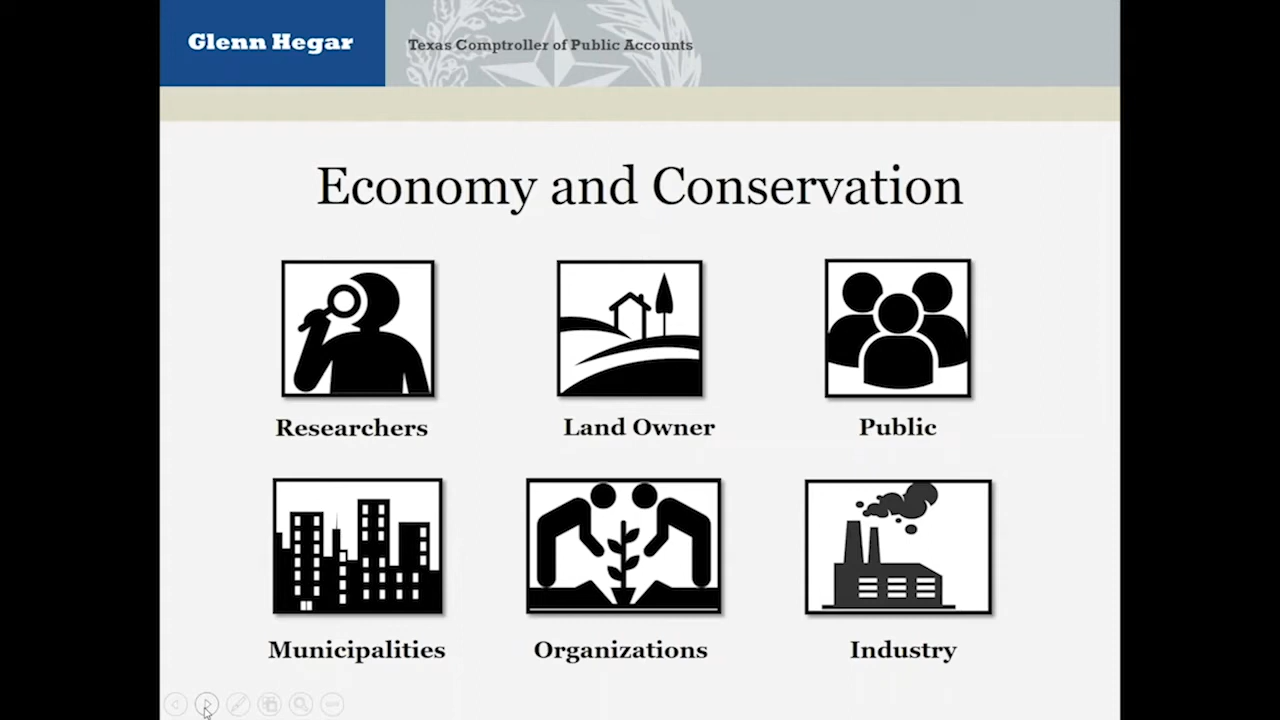 Glenn Hegar
Texas Comptroller of Public Accounts
Economy and Conservation
Researchers
Land Owner
Public
Municipalities
Organizations
Industry